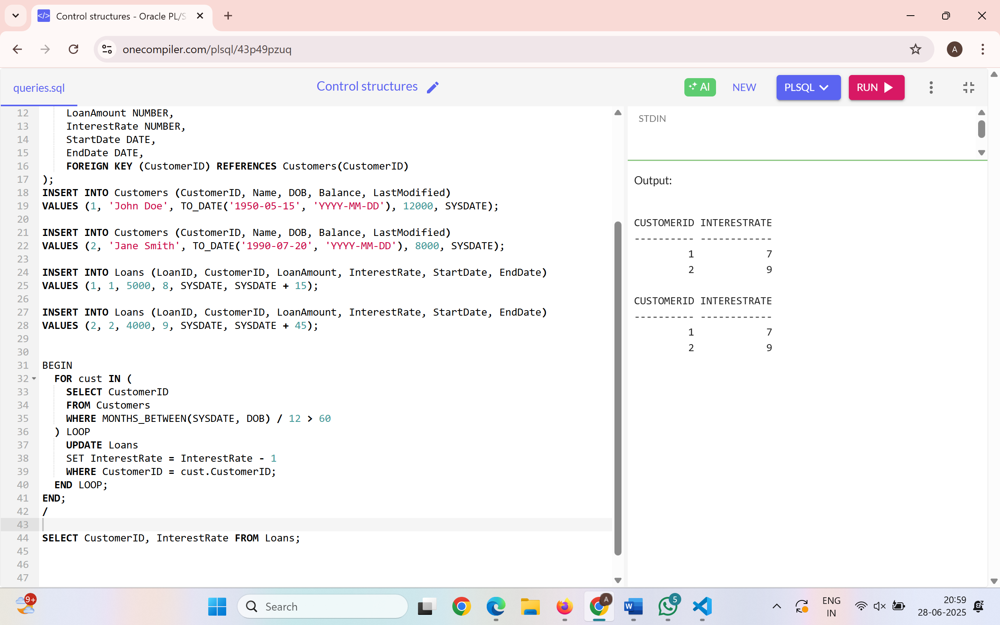 Control structures - Oracle PL/S
onecompiler.com/plsql/43p49pzuq
A
queries.sql
Control structures
AI
NEW
PLSQL
RUN
12 LoanAmount NUMBER,
13 InterestRate NUMBER,
14 StartDate DATE,
15 EndDate DATE,
16 FOREIGN KEY (CustomerID) REFERENCES Customers(CustomerID)
17 );
18 INSERT INTO Customers (CustomerID, Name, DOB, Balance, LastModified)
19 VALUES (1, 'John Doe', TO_DATE('1950-05-15', 'YYYY-MM-DD'), 12000, SYSDATE);
20
21 INSERT INTO Customers (CustomerID, Name, DOB, Balance, LastModified)
22 VALUES (2, 'Jane Smith', TO_DATE('1990-07-20', 'YYYY-MM-DD'), 8000, SYSDATE);
23
24 INSERT INTO Loans (LoanID, CustomerID, LoanAmount, InterestRate, StartDate, EndDate)
25 VALUES (1, 1, 5000, 8, SYSDATE, SYSDATE + 15);
26
27 INSERT INTO Loans (LoanID, CustomerID, LoanAmount, InterestRate, StartDate, EndDate)
28 VALUES (2, 2, 4000, 9, SYSDATE, SYSDATE + 45);
29
30
31 BEGIN
32 FOR cust IN (
33 SELECT CustomerID
34 FROM Customers
35 WHERE MONTHS_BETWEEN(SYSDATE, DOB) / 12 > 60
36 ) LOOP
37 UPDATE Loans
38 SET InterestRate = InterestRate - 1
39 WHERE CustomerID = cust.CustomerID;
40 END LOOP;
41 END;
42 /
43
44 SELECT CustomerID, InterestRate FROM Loans;
45
46
47
STDIN
Output:
CUSTOMERID INTERESTRATE
---------- ------------
1 7
2 9
CUSTOMERID INTERESTRATE
---------- ------------
1 7
2 9
9+
Search
A
W
5
ENG
IN
20:59
28-06-2025